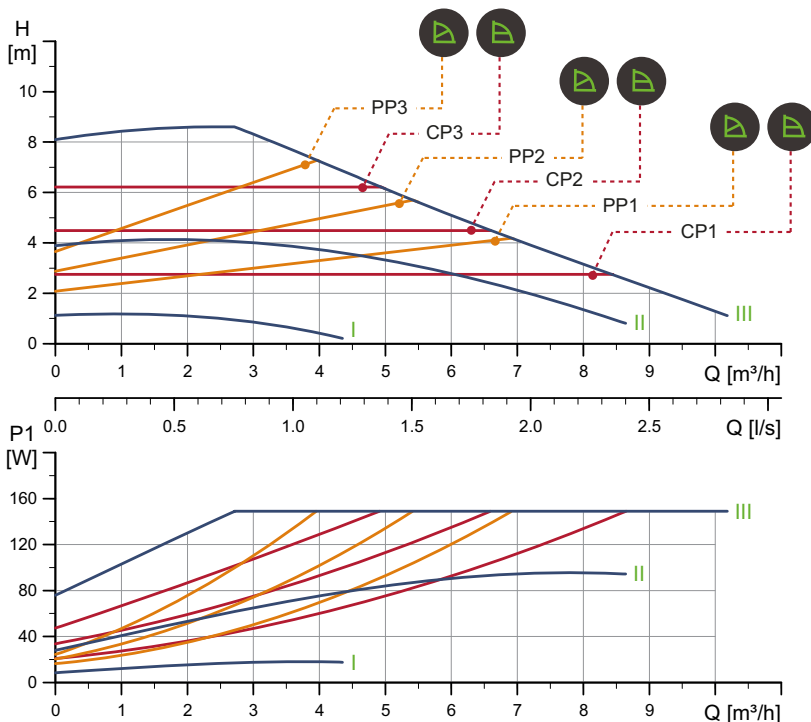 H
[m]
10
8
6
4
2
0
PP3
CP3
PP2
CP2
PP1
CP1
I
II
III
0 1 2 3 4 5 6 7 8 9 Q [m³/h]
0.0 0.5 1.0 1.5 2.0 2.5 Q [l/s]
P1
[W]
160
120
80
40
0
III
II
I
0 1 2 3 4 5 6 7 8 9 Q [m³/h]